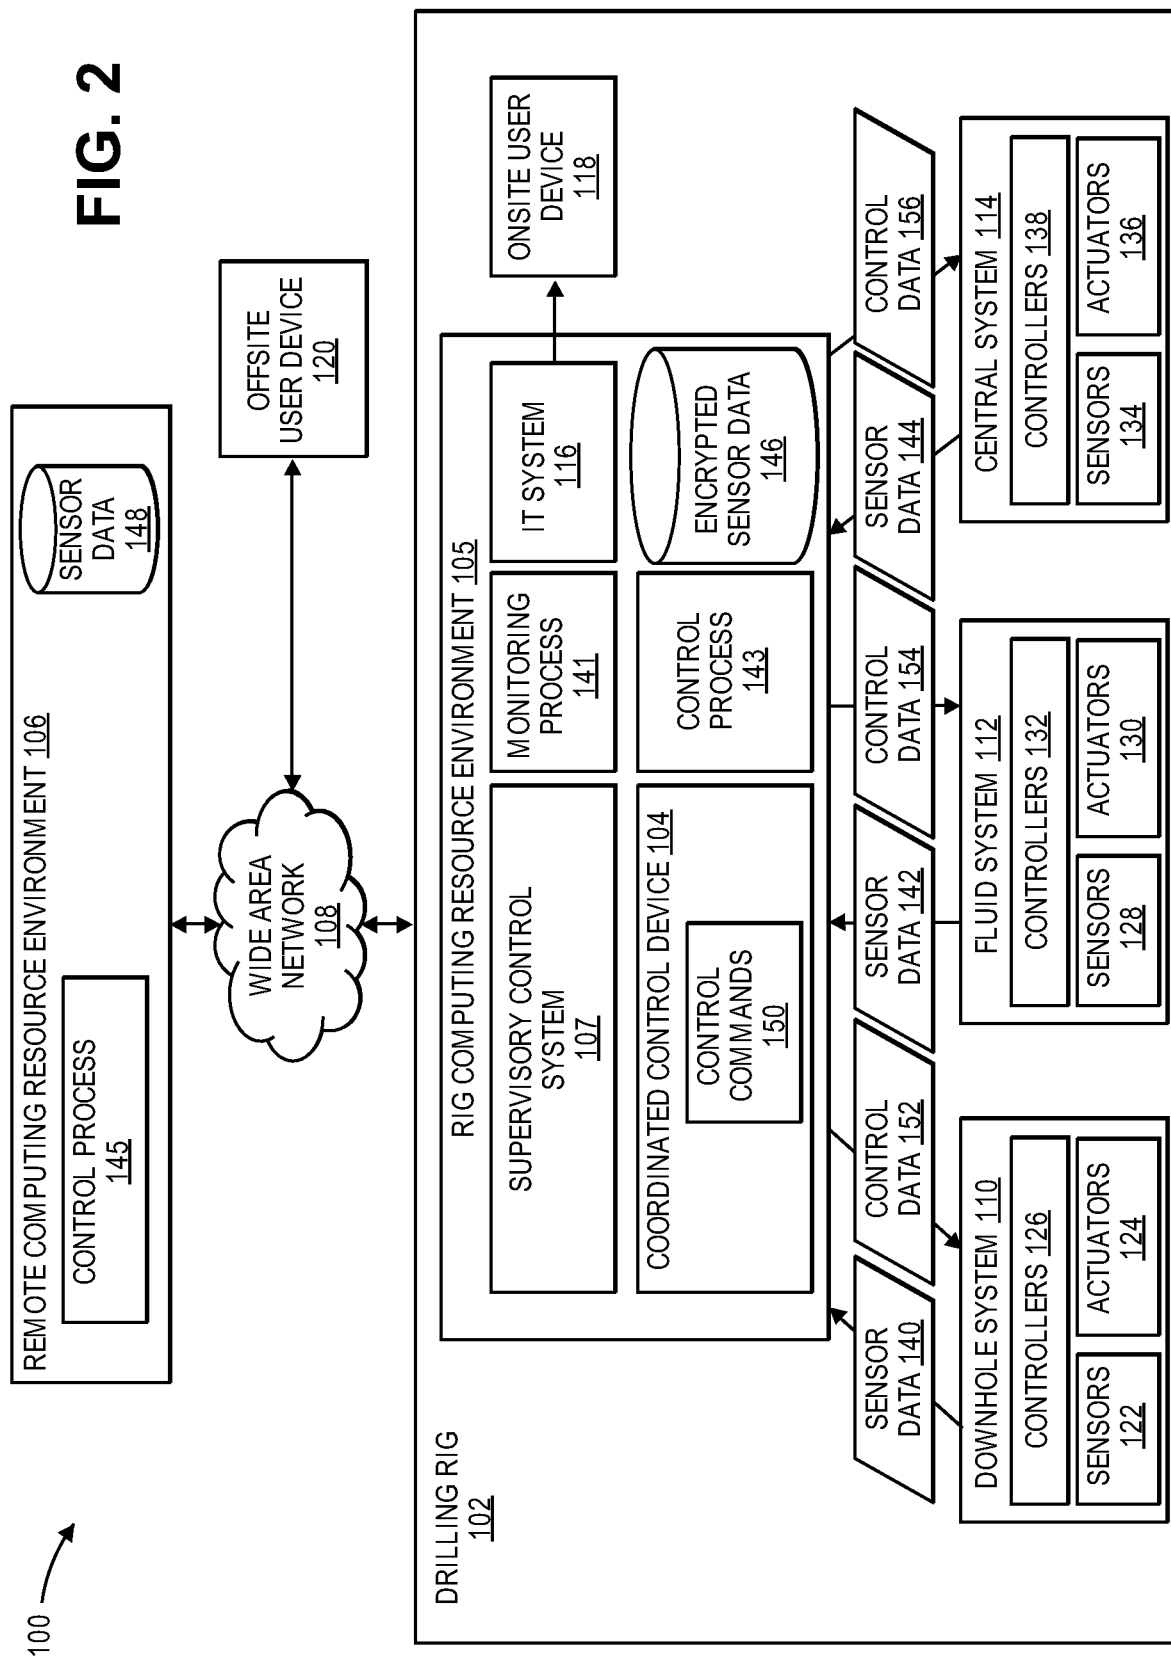 100
FIG. 2
REMOTE COMPUTING RESOURCE ENVIRONMENT 106
CONTROL PROCESS
145
SENSOR
DATA
148
WIDE AREA
NETWORK
108
OFFSITE
USER DEVICE
120
DRILLING RIG
102
RIG COMPUTING RESOURCE ENVIRONMENT 105
SUPERVISORY CONTROL
SYSTEM
107
MONITORING
PROCESS
141
IT SYSTEM
116
ONSITE USER
DEVICE
118
COORDINATED CONTROL DEVICE 104
CONTROL
COMMANDS
150
CONTROL
PROCESS
143
ENCRYPTED
SENSOR DATA
146
SENSOR
DATA 140
CONTROL
DATA 152
SENSOR
DATA 142
CONTROL
DATA 154
SENSOR
DATA 144
CONTROL
DATA 156
DOWNHOLE SYSTEM 110
CONTROLLERS 126
SENSORS
122
ACTUATORS
124
FLUID SYSTEM 112
CONTROLLERS 132
SENSORS
128
ACTUATORS
130
CENTRAL SYSTEM 114
CONTROLLERS 138
SENSORS
134
ACTUATORS
136